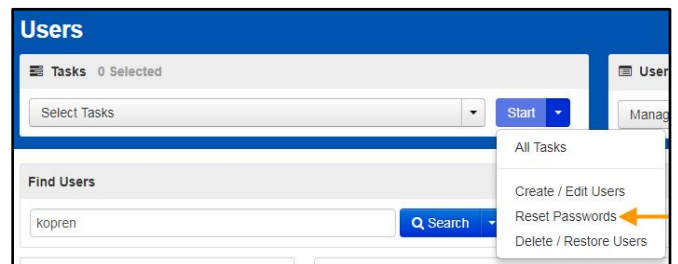 Users
Tasks 0 Selected
User
Select Tasks
Start
Manag
All Tasks
Find Users
Create / Edit Users
kopren
Search
Reset Passwords
Delete / Restore Users